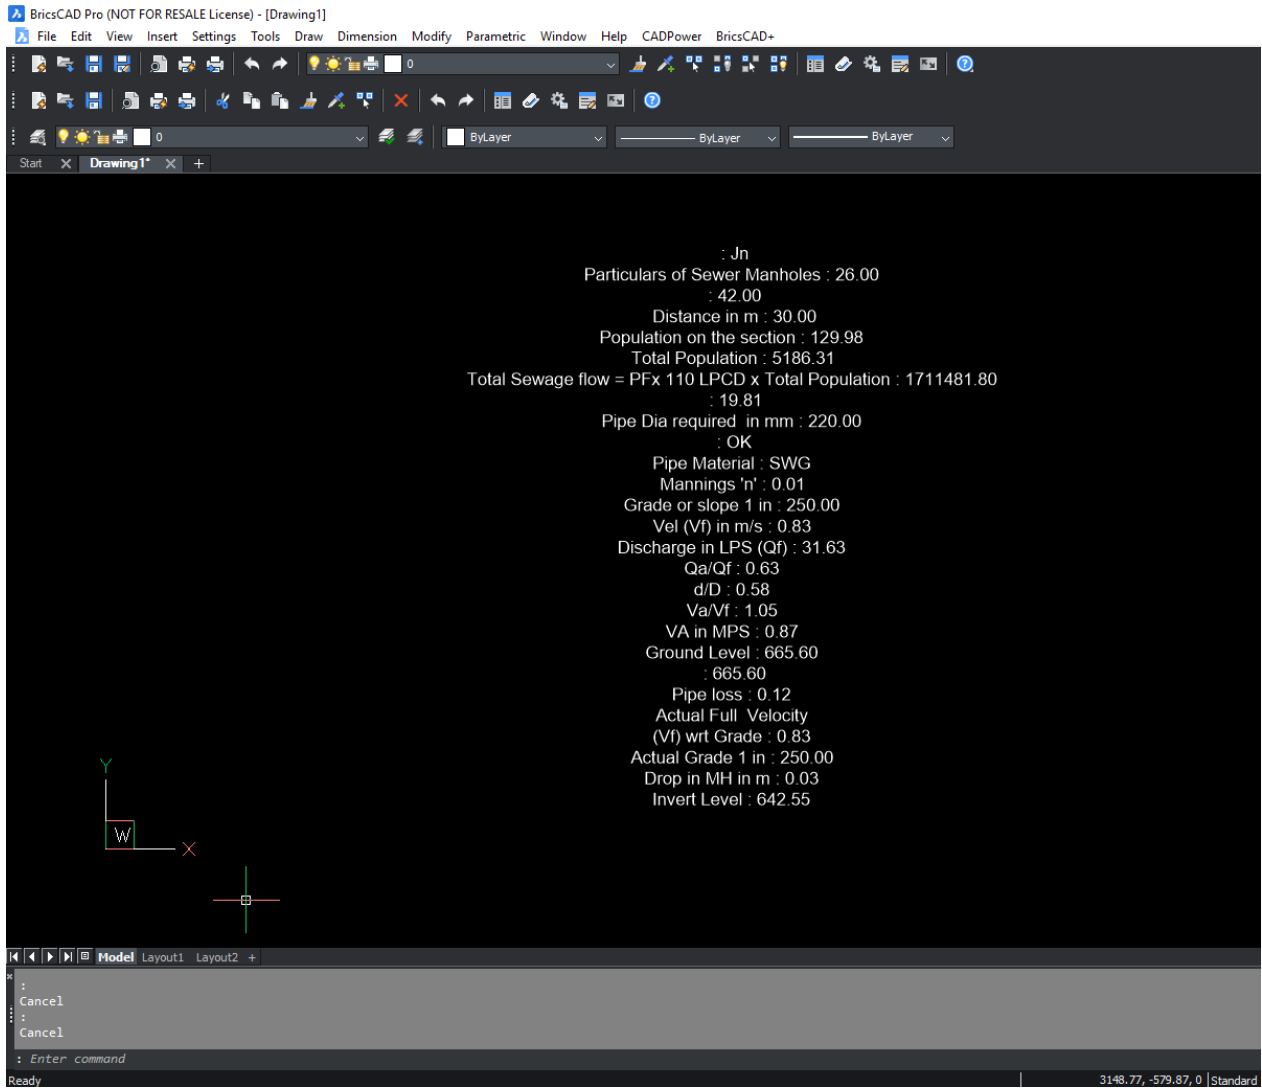 BricsCAD Pro (NOT FOR RESALE License) - [Drawing1]
File Edit View Insert Settings Tools Draw Dimension Modify Parametric Window Help CADPower BricsCAD+
0
0 ByLayer ByLayer ByLayer
Start Drawing1* +
: Jn
Particulars of Sewer Manholes : 26.00
: 42.00
Distance in m : 30.00
Population on the section : 129.98
Total Population : 5186.31
Total Sewage flow = PFx 110 LPCD x Total Population : 1711481.80
: 19.81
Pipe Dia required  in mm : 220.00
: OK
Pipe Material : SWG
Mannings 'n' : 0.01
Grade or slope 1 in : 250.00
Vel (Vf) in m/s : 0.83
Discharge in LPS (Qf) : 31.63
Qa/Qf : 0.63
d/D : 0.58
Va/Vf : 1.05
VA in MPS : 0.87
Ground Level : 665.60
: 665.60
Pipe loss : 0.12
Actual Full  Velocity
(Vf) wrt Grade : 0.83
Actual Grade 1 in : 250.00
Drop in MH in m : 0.03
Invert Level : 642.55
Y
W
X
Model Layout1 Layout2 +
:
Cancel
:
Cancel
: Enter command
Ready 3148.77, -579.87, 0 Standard